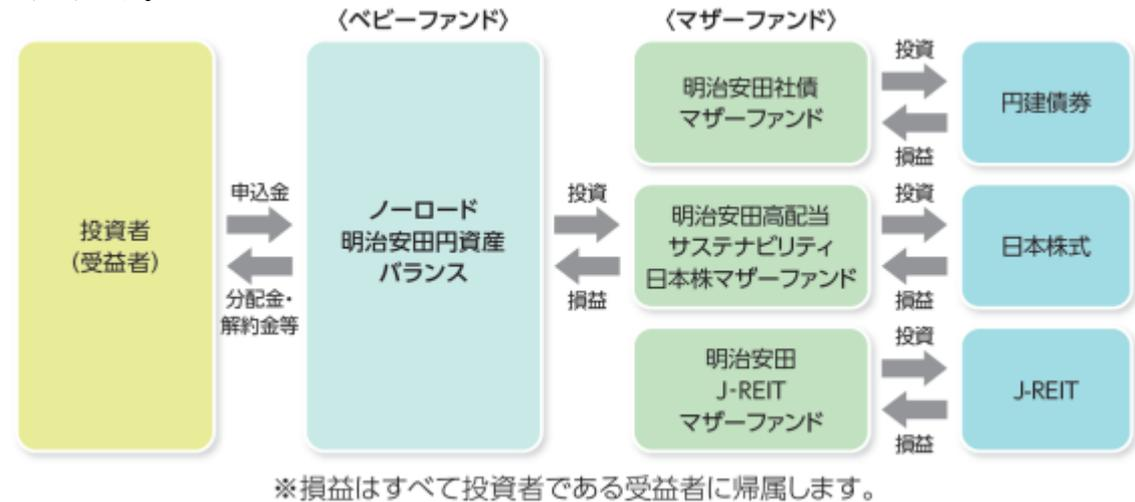 〈ベビーファンド〉
〈マザーファンド〉
投資者
(受益者)
申込金
分配金・
解約金等
ノーロード
明治安田円資産
バランス
投資
損益
明治安田社債
マザーファンド
投資
損益
円建債券
明治安田高配当
サステナビリティ
日本株マザーファンド
投資
損益
日本株式
明治安田
J-REIT
マザーファンド
投資
損益
J-REIT
※損益はすべて投資者である受益者に帰属します。